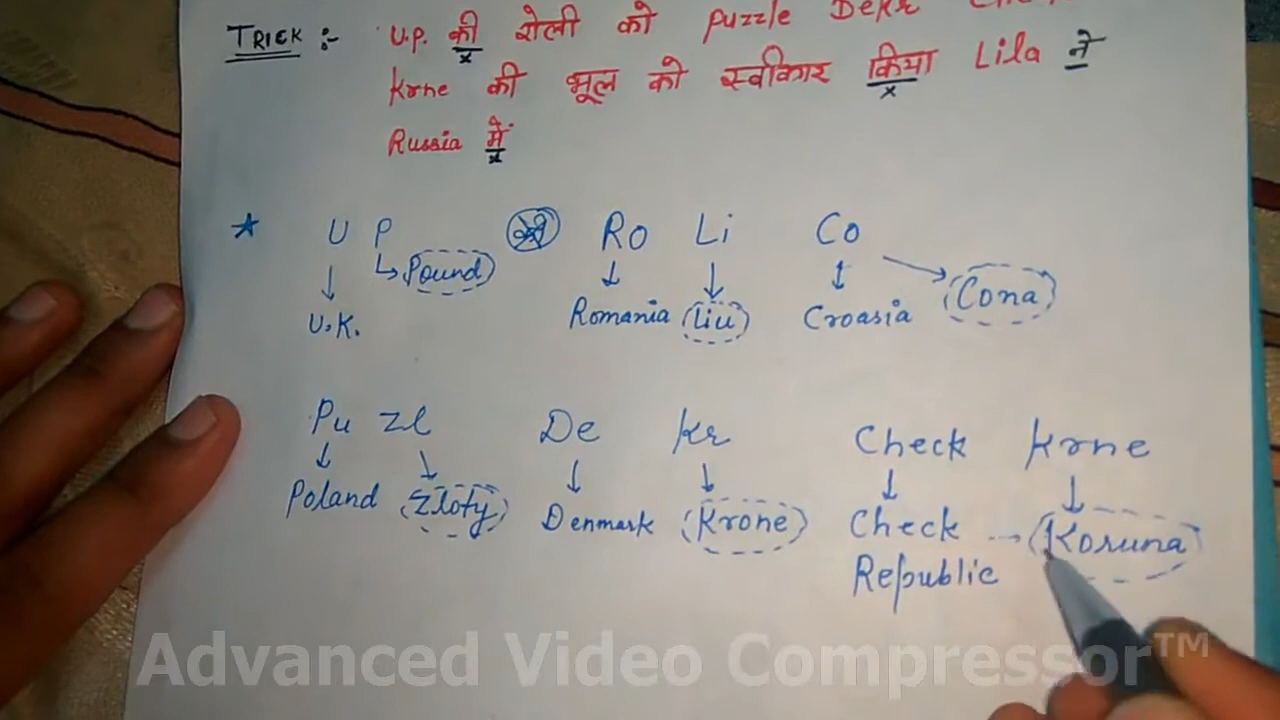 TRICK :- U.P. की रोली को Puzzle DeKr
Krne की भूल को स्वीकार किया Lila ने
Russia में
U P Ro Li Co
Pound
U.K. Romania Liu Croasia Cona
Pu Zl De Kr Check Krne
Poland Zloty Denmark Krone Check Koruna
Republic
Advanced Video Compressor™